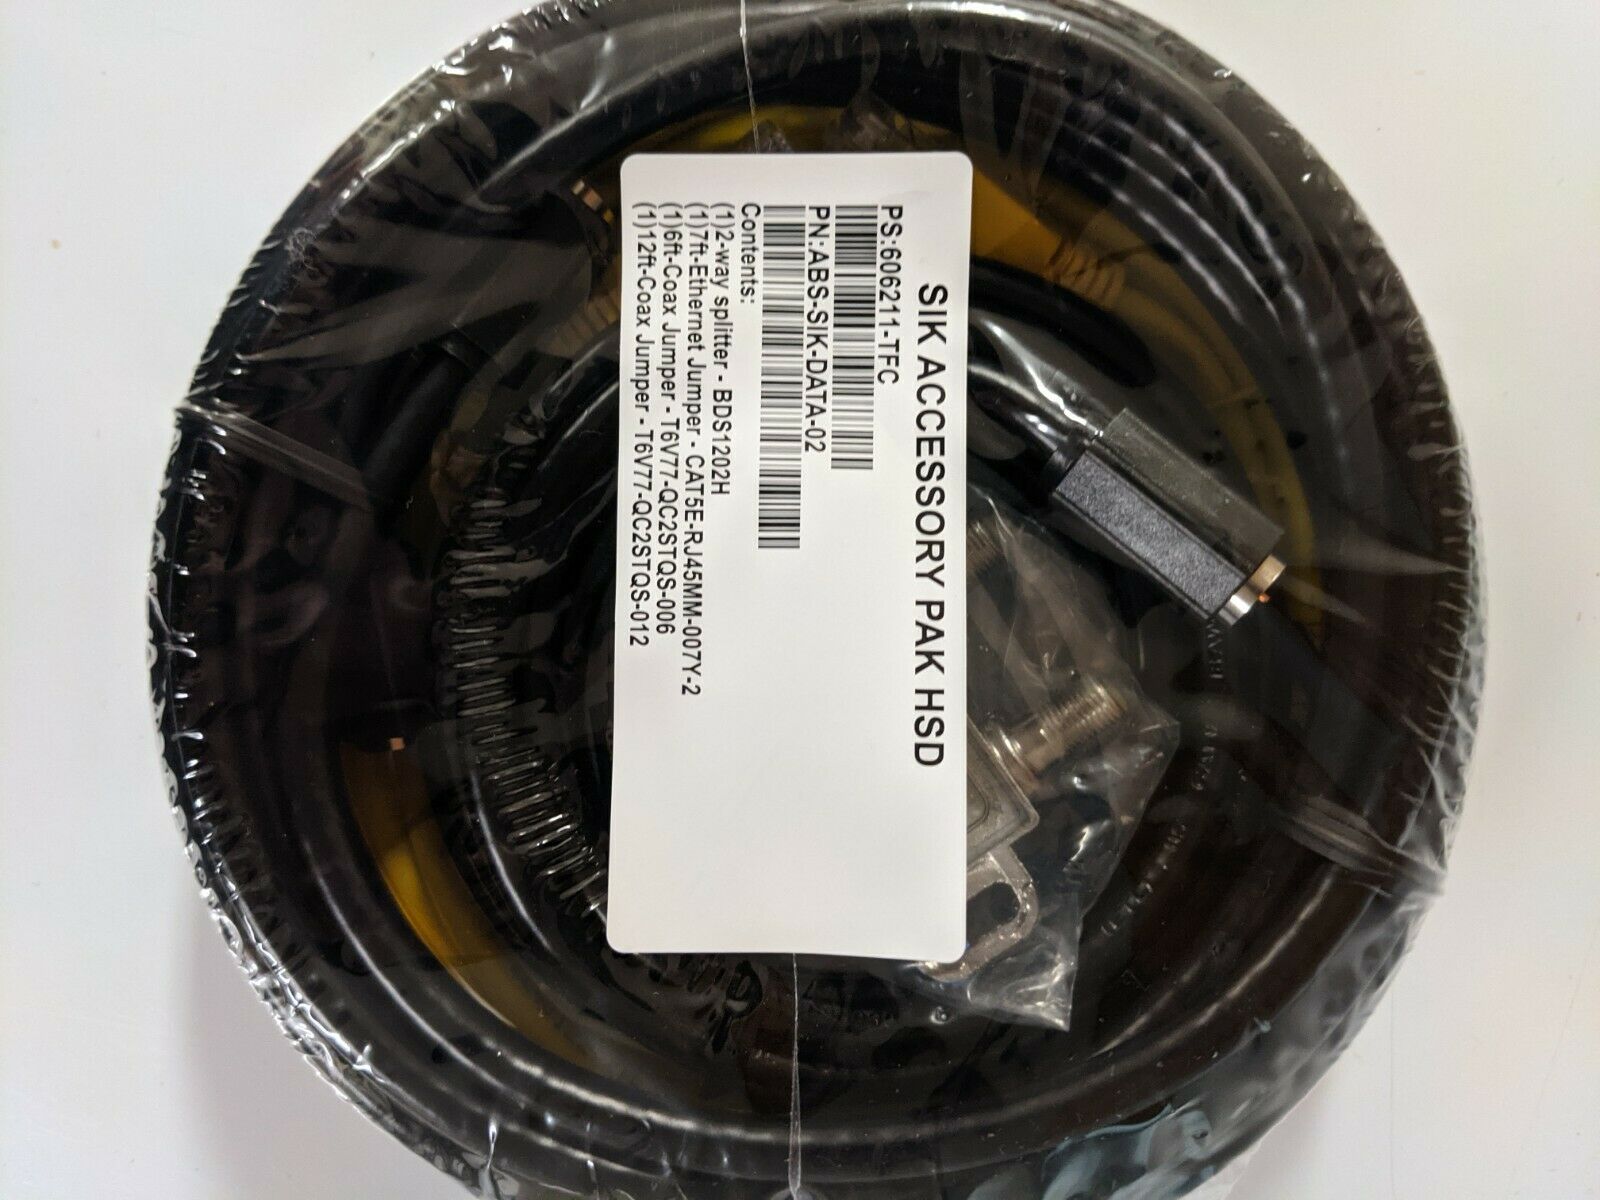 SIK ACCESSORY PAK HSD
PS:606211-TFC
PN:ABS-SIK-DATA-02
Contents:
(1)2-way splitter - BDS1202H
(1)7ft-Ethernet Jumper - CAT5E-RJ45MM-007Y-2
(1)6ft-Coax Jumper - T6V77-QC2STQS-006
(1)12ft-Coax Jumper - T6V77-QC2STQS-012